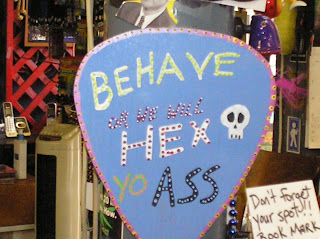 BEHAVE
OR WE WILL
HEX
YO ASS
Don't forget
your spot!!
Book Mark